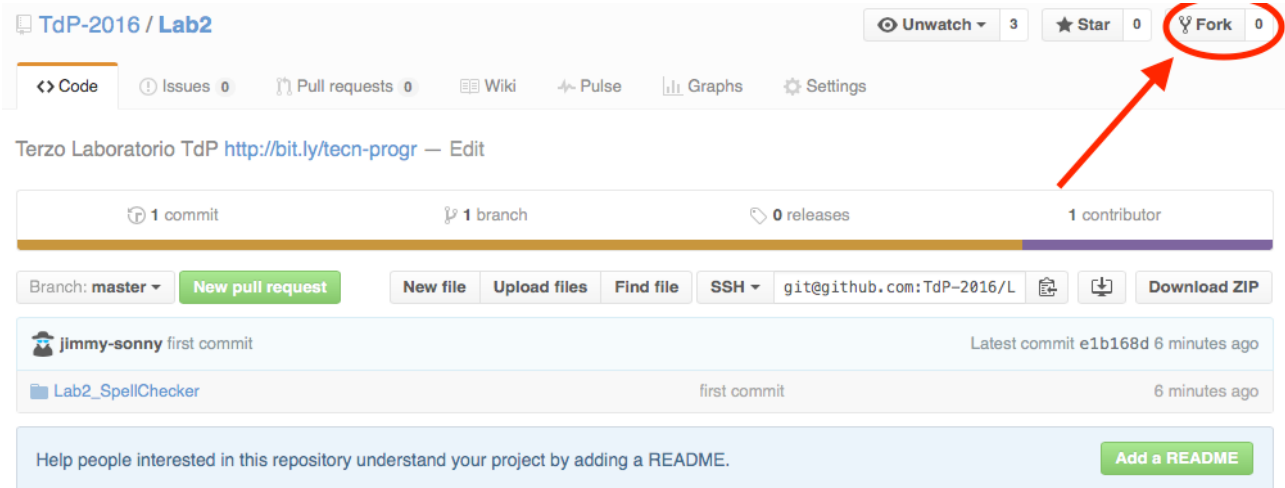 TdP-2016 / Lab2 Unwatch 3 Star 0 Fork 0
Code Issues 0 Pull requests 0 Wiki Pulse Graphs Settings
Terzo Laboratorio TdP http://bit.ly/tecn-progr — Edit
1 commit 1 branch 0 releases 1 contributor
Branch: master New pull request New file Upload files Find file SSH git@github.com:TdP-2016/L Download ZIP
jimmy-sonny first commit Latest commit e1b168d 6 minutes ago
Lab2_SpellChecker first commit 6 minutes ago
Help people interested in this repository understand your project by adding a README. Add a README